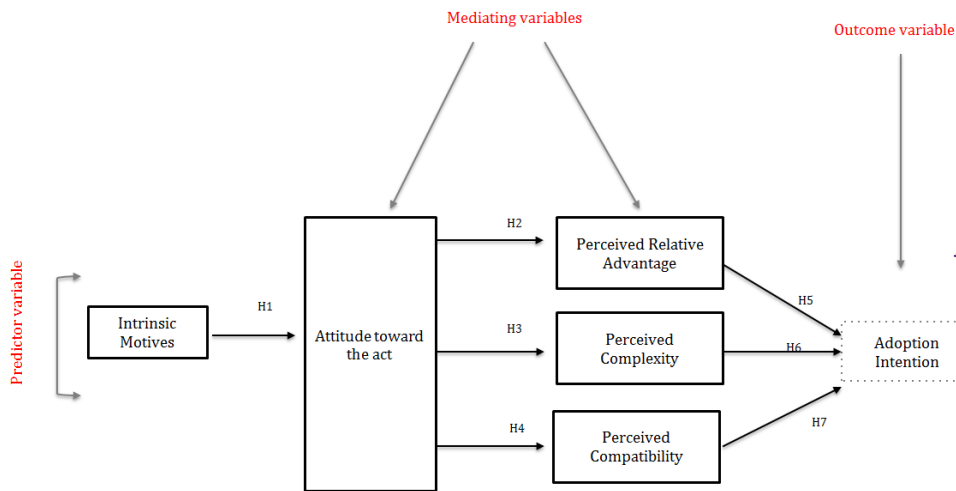 Mediating variables
Outcome variable
Predictor variable
Intrinsic
Motives
H1
Attitude toward
the act
H2
H3
H4
Perceived Relative
Advantage
Perceived
Complexity
Perceived
Compatibility
H5
H6
H7
Adoption
Intention
.